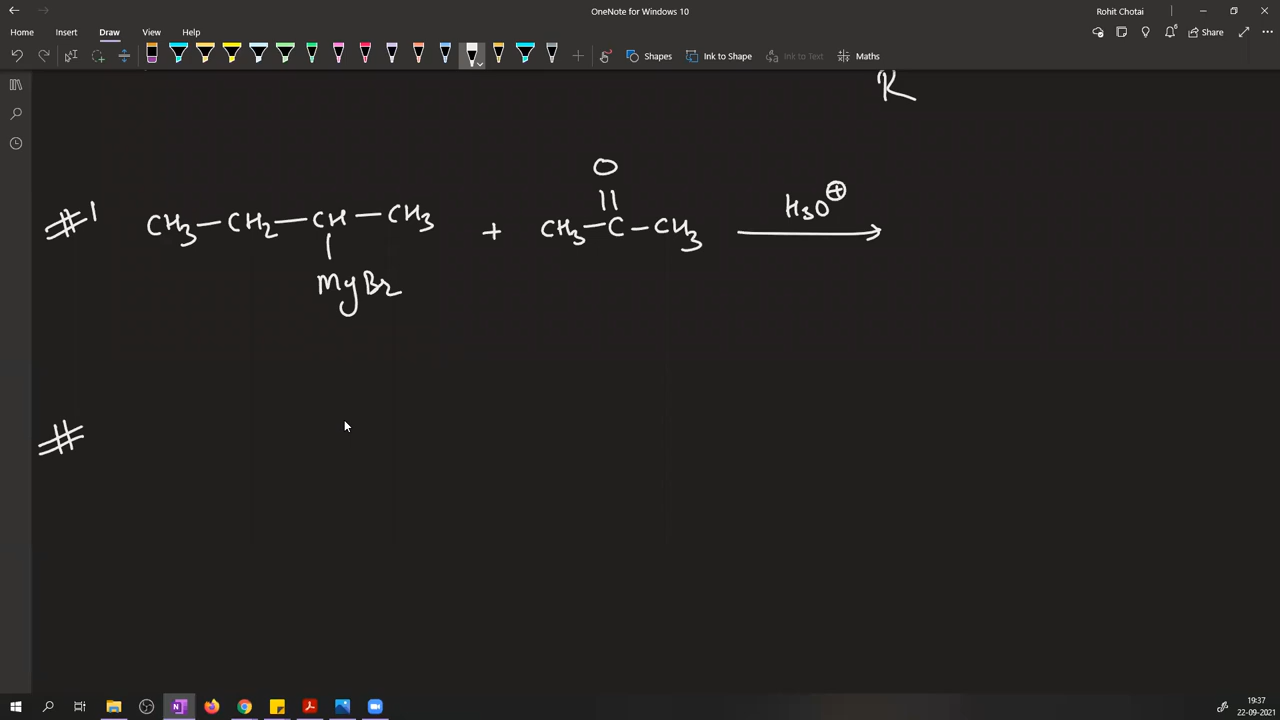 OneNote for Windows 10
Rohit Chotai
Home Insert Draw View Help
Share
Shapes Ink to Shape Ink to Text Maths
R
O
||
#1 CH3-CH2-CH-CH3 + CH3-C-CH3 H3O⊕ →
|
MgBr
#
19:37
22-09-2021